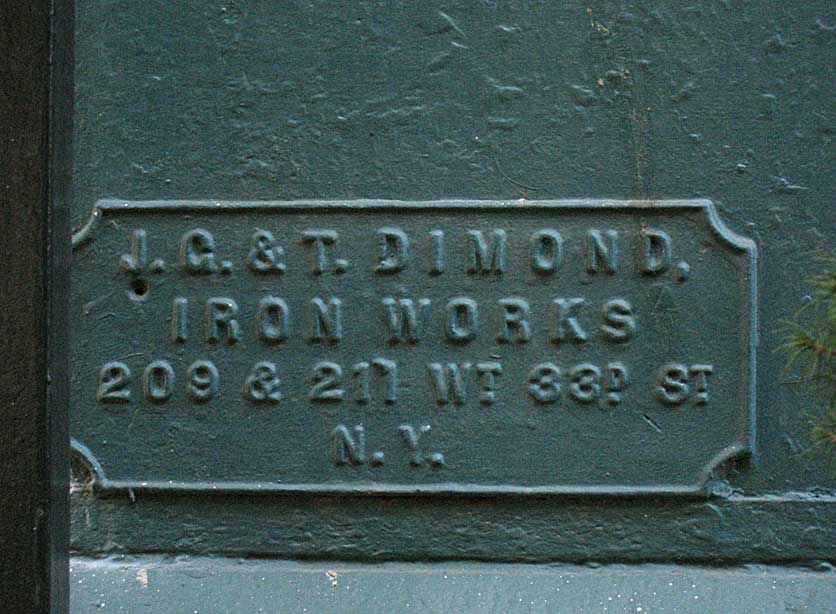 J.G.&T. DIMOND,
IRON WORKS
209 & 211 WT. 33D ST
N.Y.